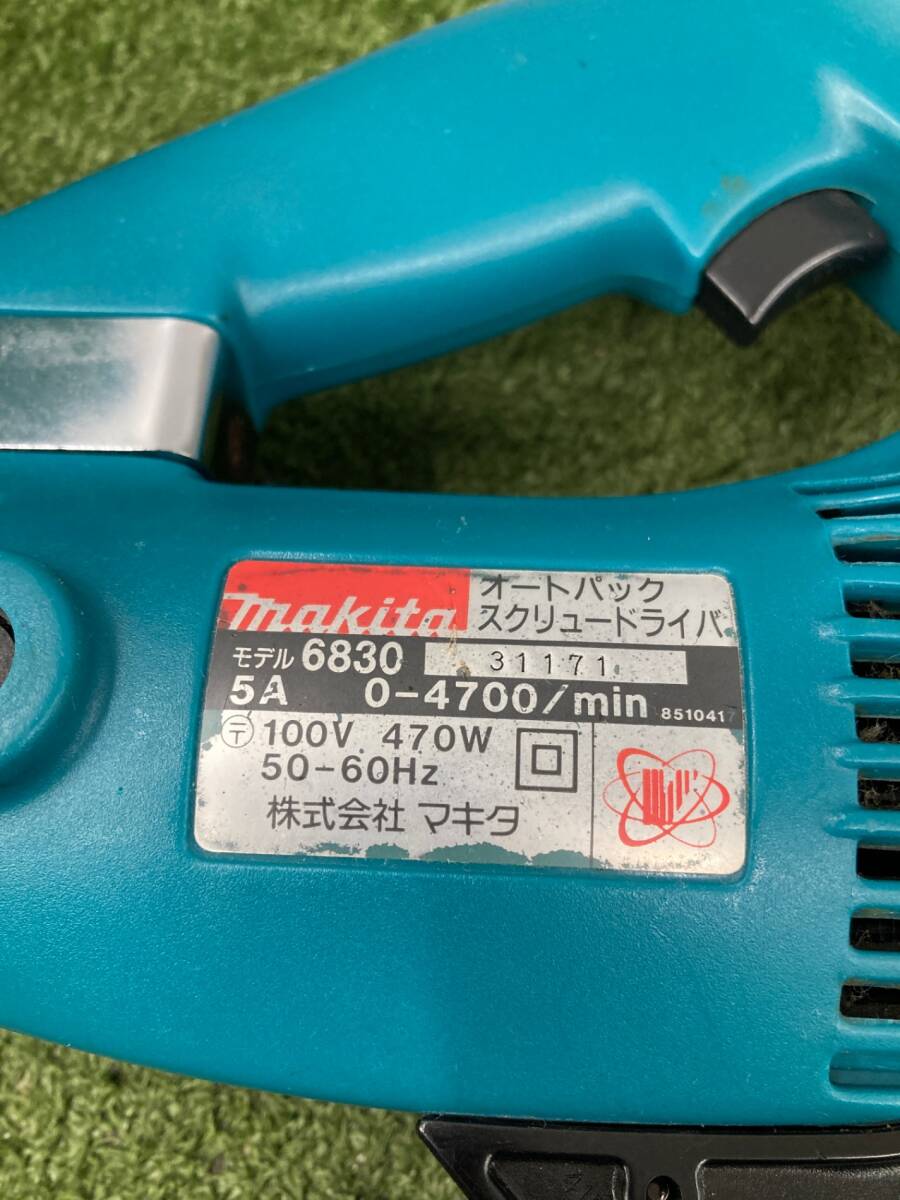 makita
オートパック
スクリュードライバ
モデル 6830 31171
5A 0-4700/min 8510417
〒 100V 470W
50-60Hz
株式会社 マキタ